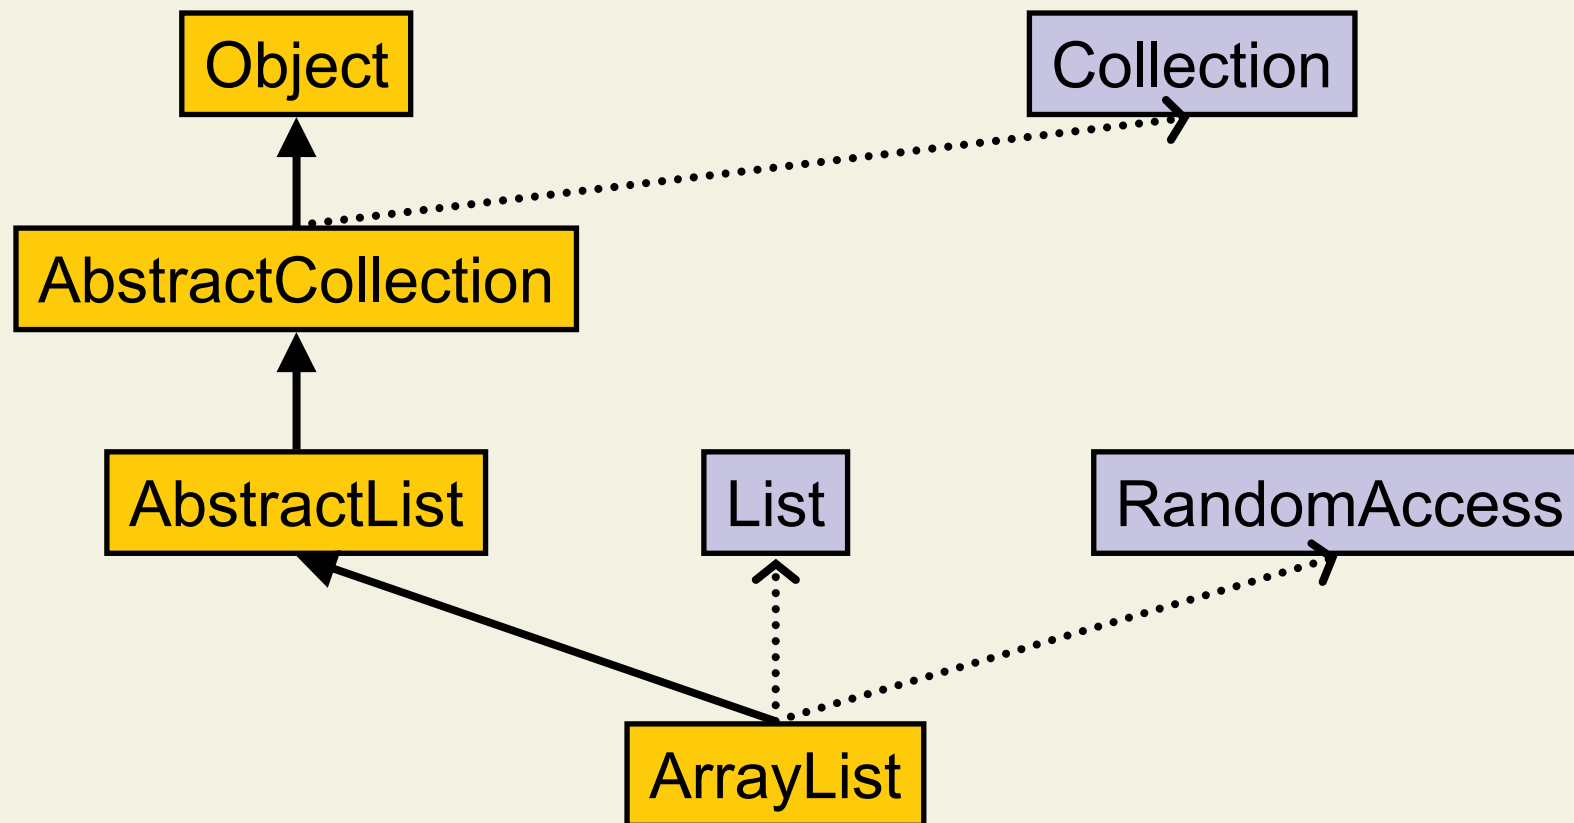 Object
Collection
AbstractCollection
AbstractList
List
RandomAccess
ArrayList